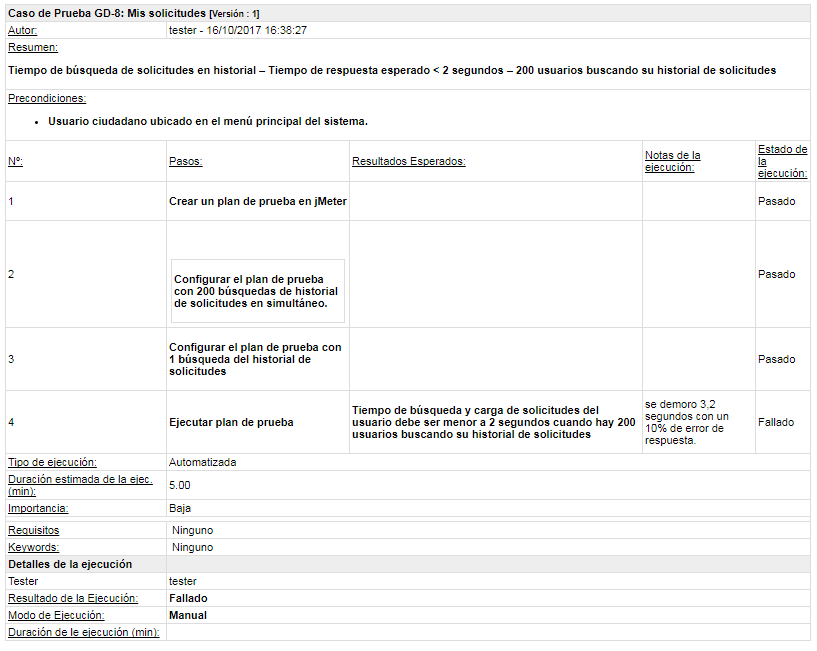 Caso de Prueba GD-8: Mis solicitudes [Versión : 1]
Autor: tester - 16/10/2017 16:38:27
Resumen:
Tiempo de búsqueda de solicitudes en historial – Tiempo de respuesta esperado < 2 segundos – 200 usuarios buscando su historial de solicitudes
Precondiciones:
• Usuario ciudadano ubicado en el menú principal del sistema.
Nº: Pasos: Resultados Esperados: Notas de la ejecución: Estado de la ejecución:
1 Crear un plan de prueba en jMeter Pasado
2 Configurar el plan de prueba con 200 búsquedas de historial de solicitudes en simultáneo. Pasado
3 Configurar el plan de prueba con 1 búsqueda del historial de solicitudes Pasado
4 Ejecutar plan de prueba Tiempo de búsqueda y carga de solicitudes del usuario debe ser menor a 2 segundos cuando hay 200 usuarios buscando su historial de solicitudes se demoro 3,2 segundos con un 10% de error de respuesta. Fallado
Tipo de ejecución: Automatizada
Duración estimada de la ejec. (min): 5.00
Importancia: Baja
Requisitos Ninguno
Keywords: Ninguno
Detalles de la ejecución
Tester tester
Resultado de la Ejecución: Fallado
Modo de Ejecución: Manual
Duración de le ejecución (min):